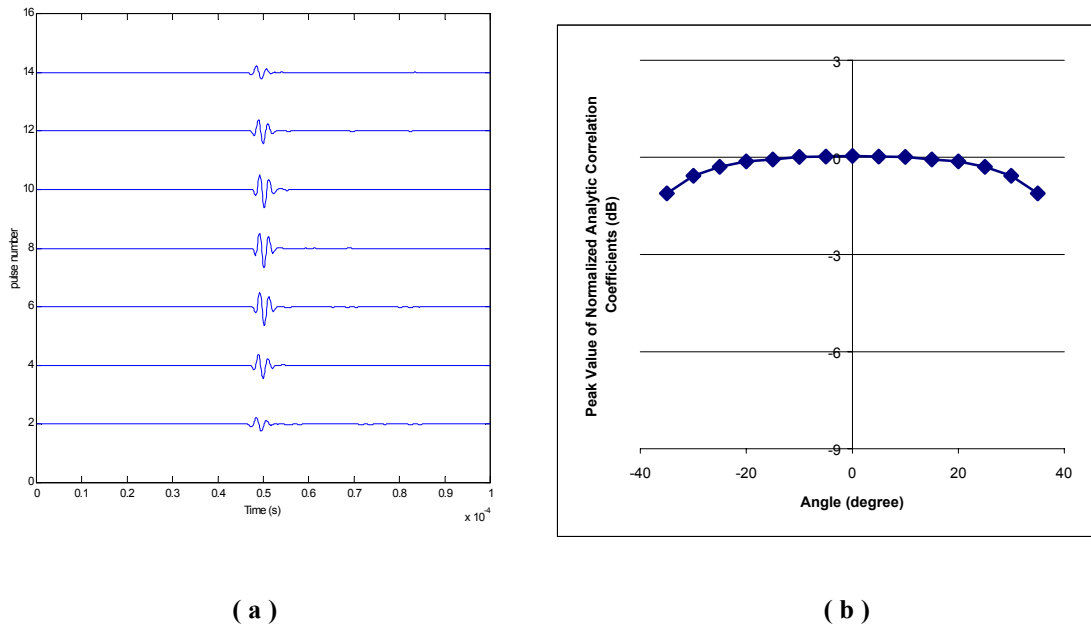 16
14
12
10
8
6
4
2
0
pulse number
0 0.1 0.2 0.3 0.4 0.5 0.6 0.7 0.8 0.9 1
Time (s)
x 10-4
( a )
Peak Value of Normalized Analytic Correlation
Coefficients (dB)
3
0
-3
-6
-9
-40 -20 0 20 40
Angle (degree)
( b )